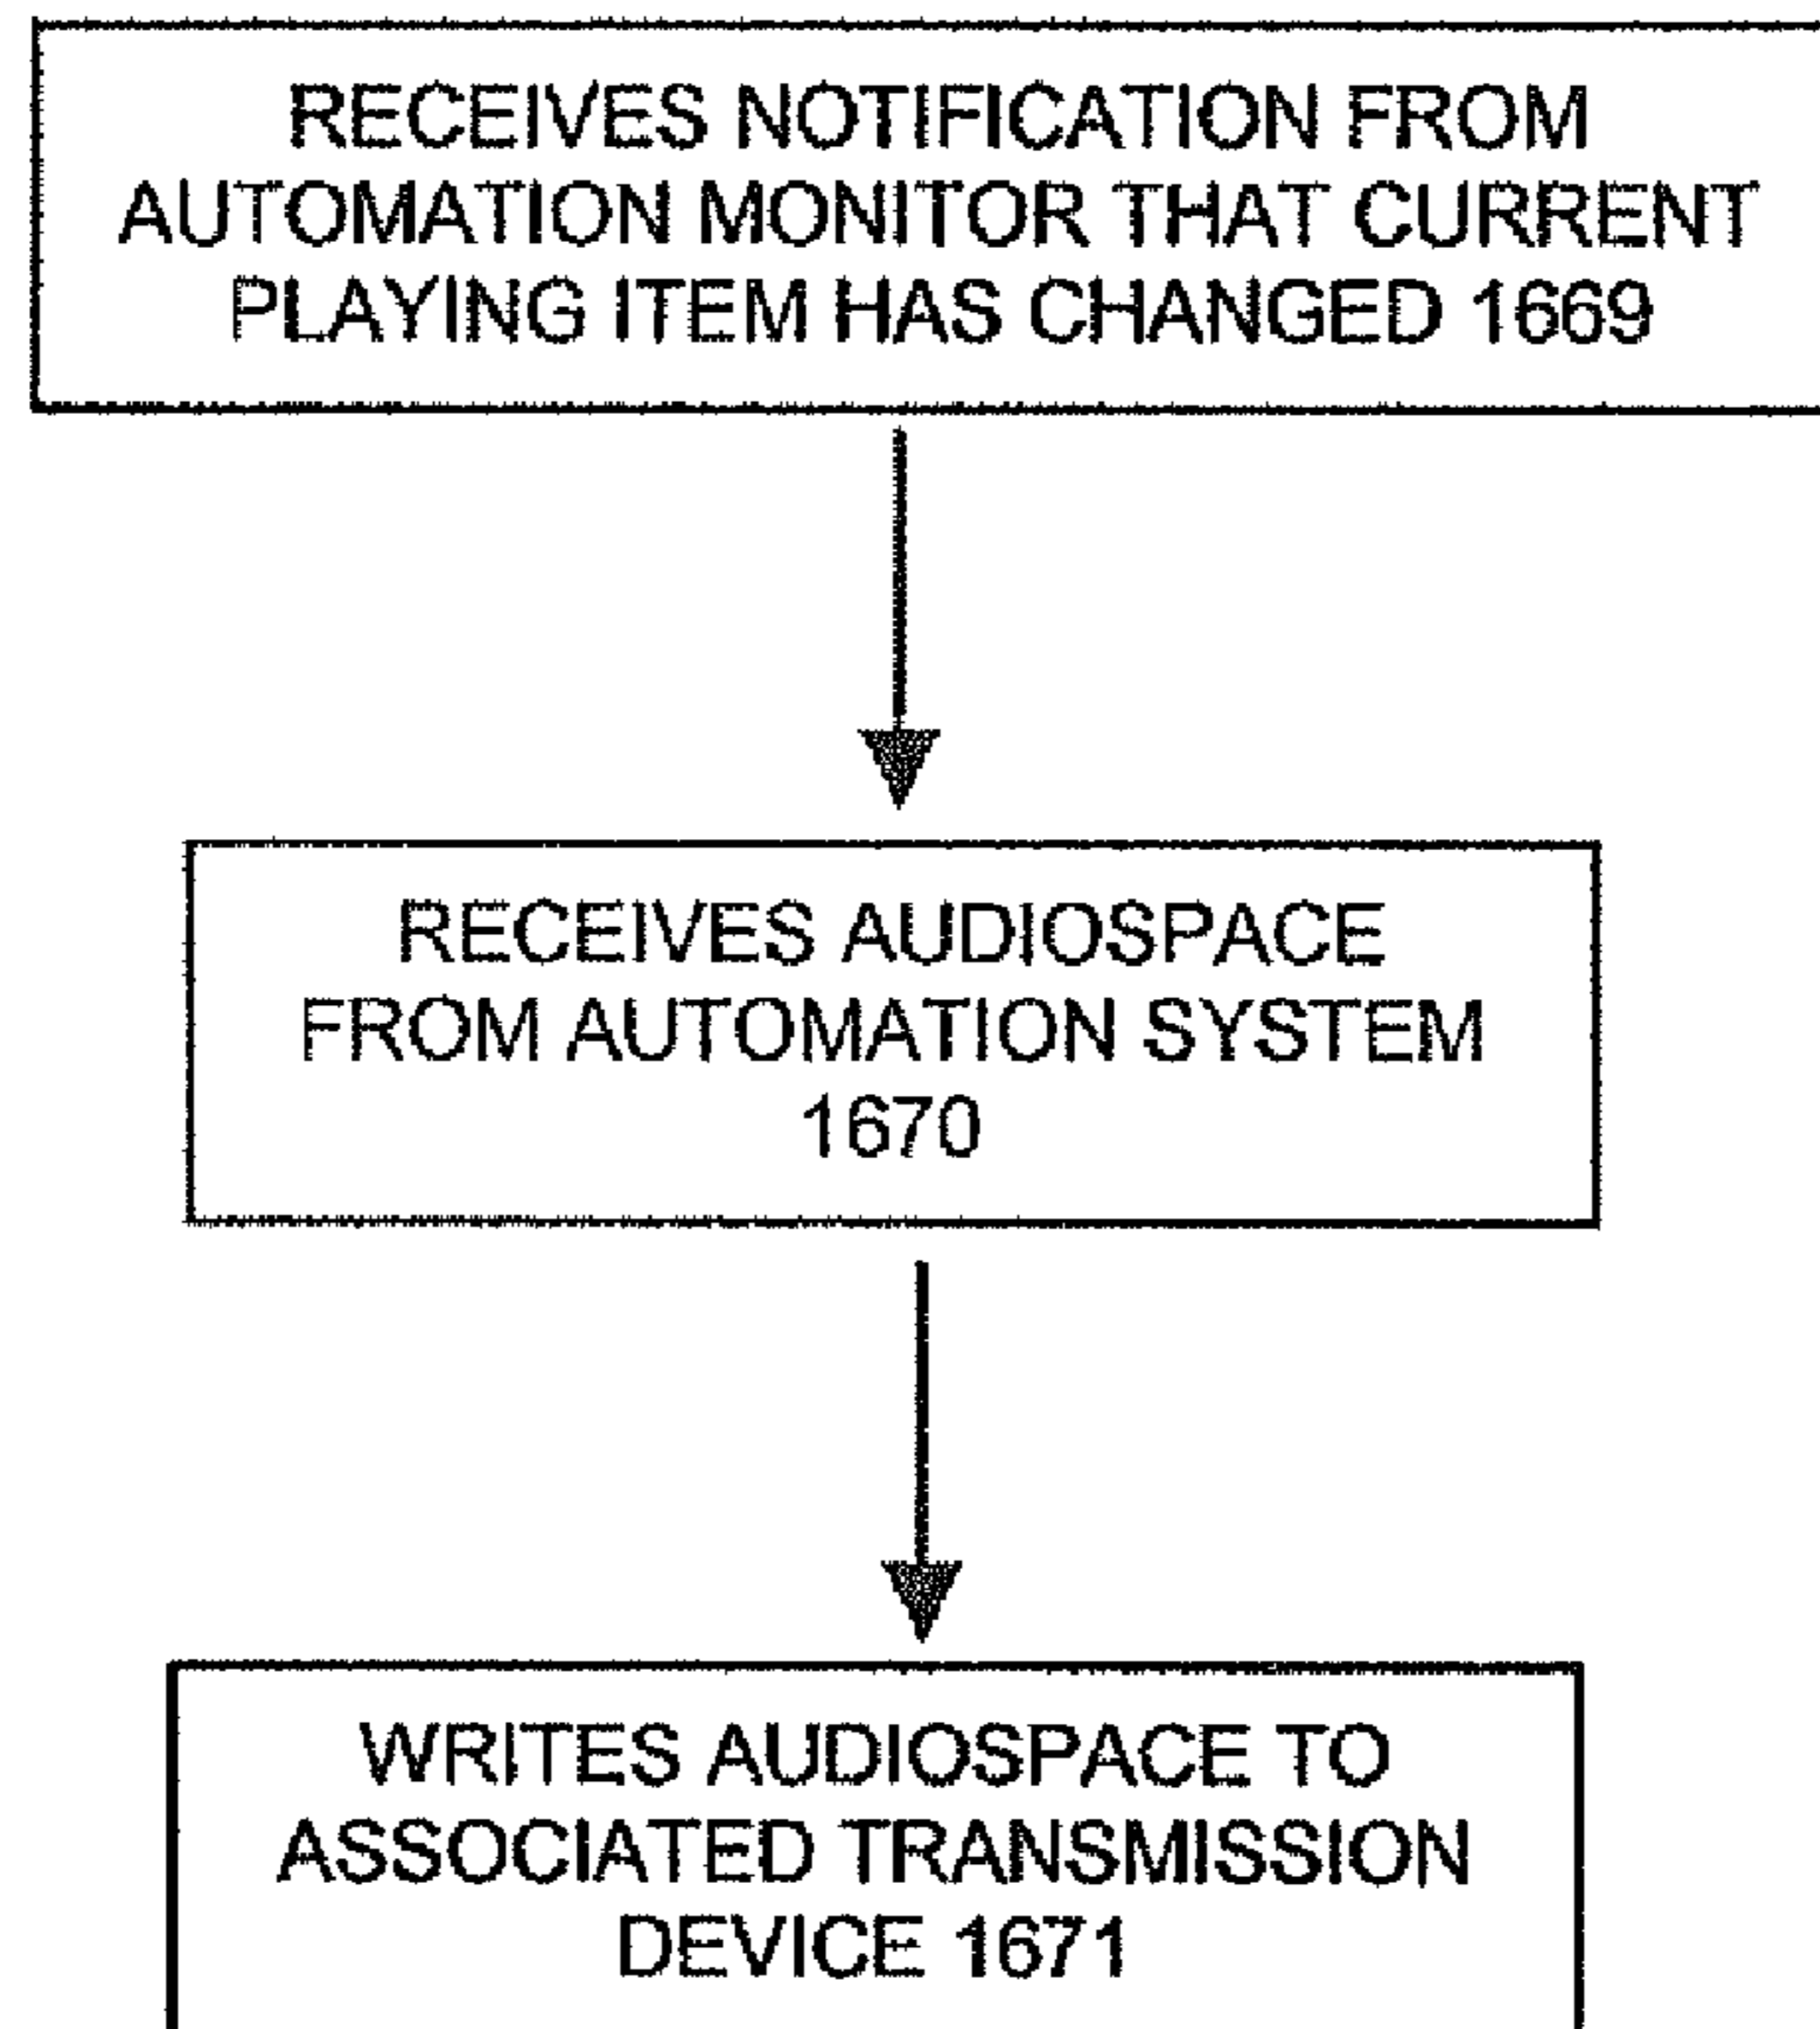 RECEIVES NOTIFICATION FROM
AUTOMATION MONITOR THAT CURRENT
PLAYING ITEM HAS CHANGED 1669
RECEIVES AUDIOSPACE
FROM AUTOMATION SYSTEM
1670
WRITES AUDIOSPACE TO
ASSOCIATED TRANSMISSION
DEVICE 1671